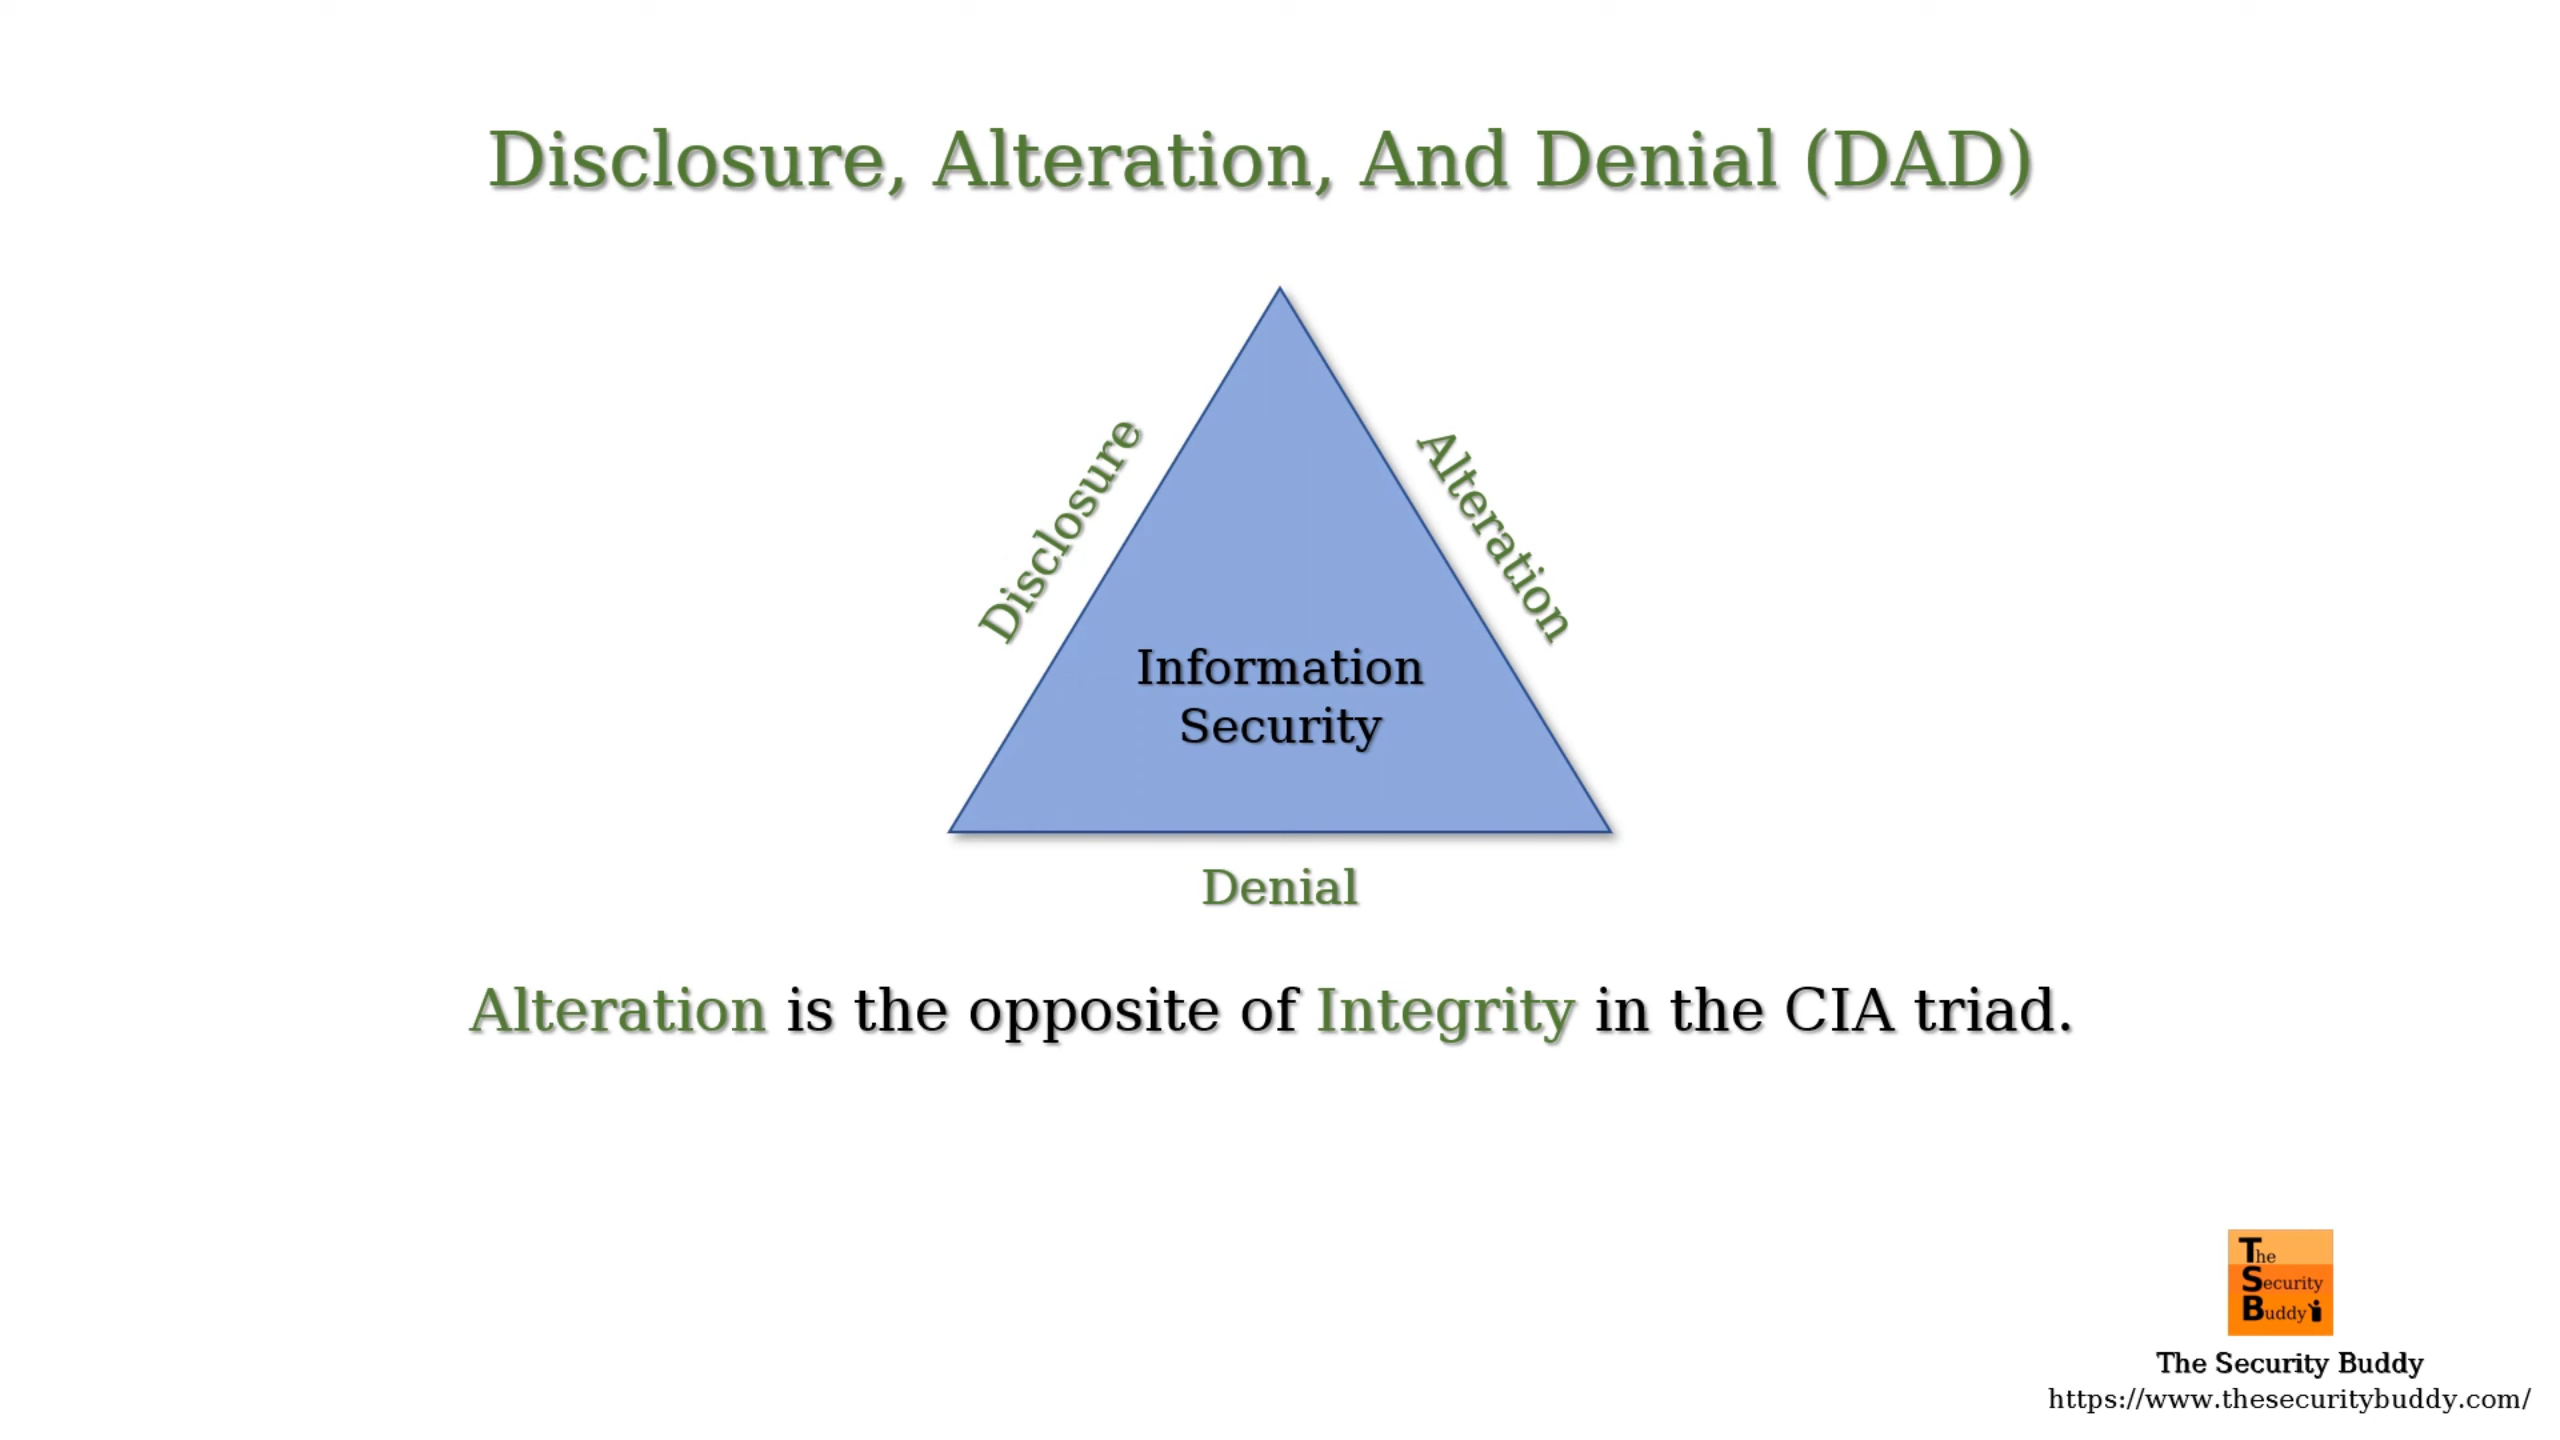 Disclosure, Alteration, And Denial (DAD)
Disclosure
Alteration
Information
Security
Denial
Alteration is the opposite of Integrity in the CIA triad.
The
Security
Buddy
The Security Buddy
https://www.thesecuritybuddy.com/